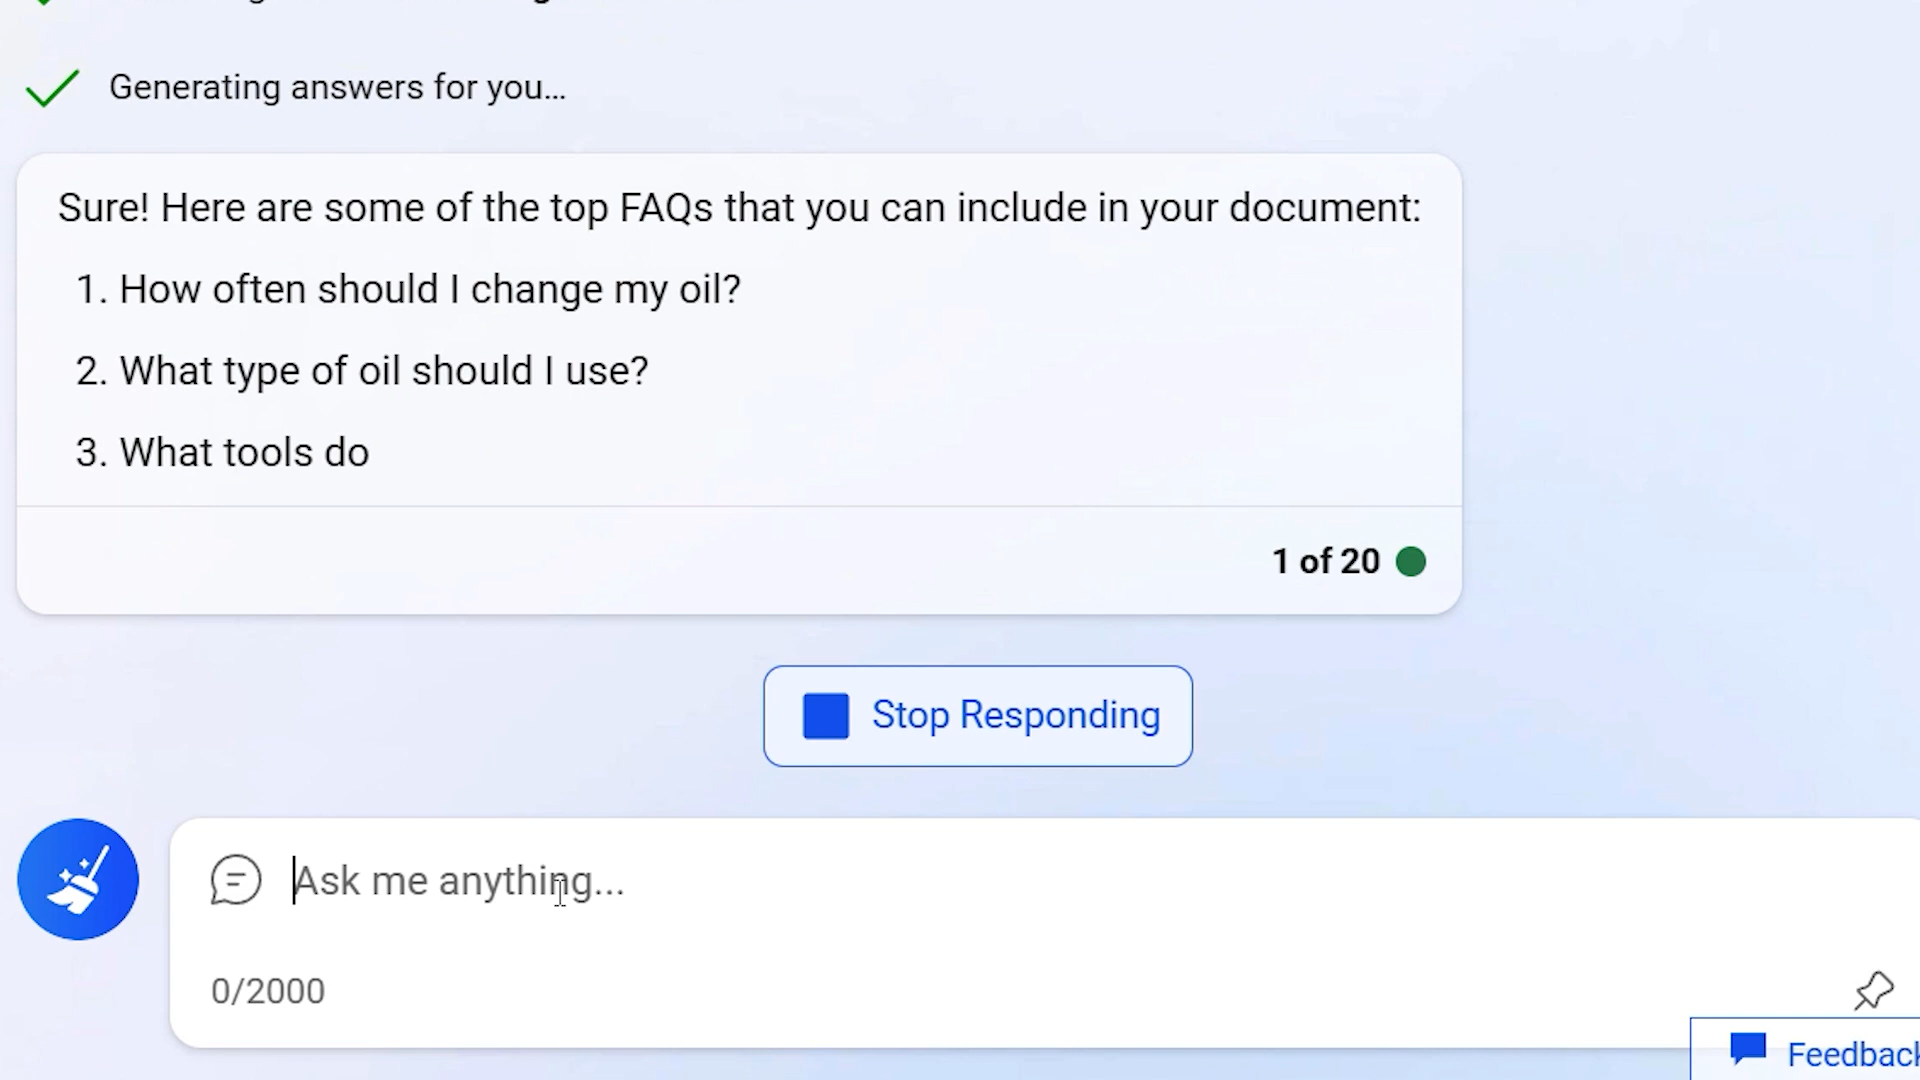 Generating answers for you...
Sure! Here are some of the top FAQs that you can include in your document:
1. How often should I change my oil?
2. What type of oil should I use?
3. What tools do
1 of 20
Stop Responding
Ask me anything...
0/2000
Feedback